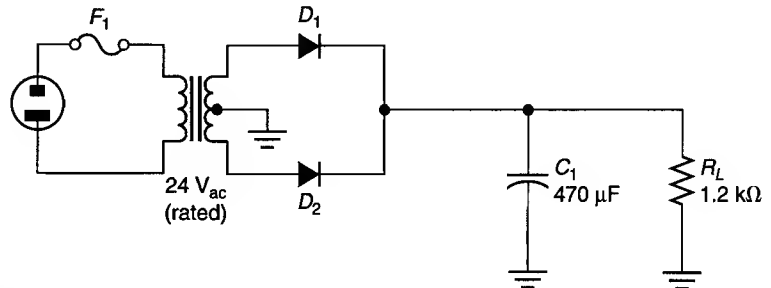 F1
D1
24 Vac
(rated)
D2
C1
470 µF
RL
1.2 kΩ